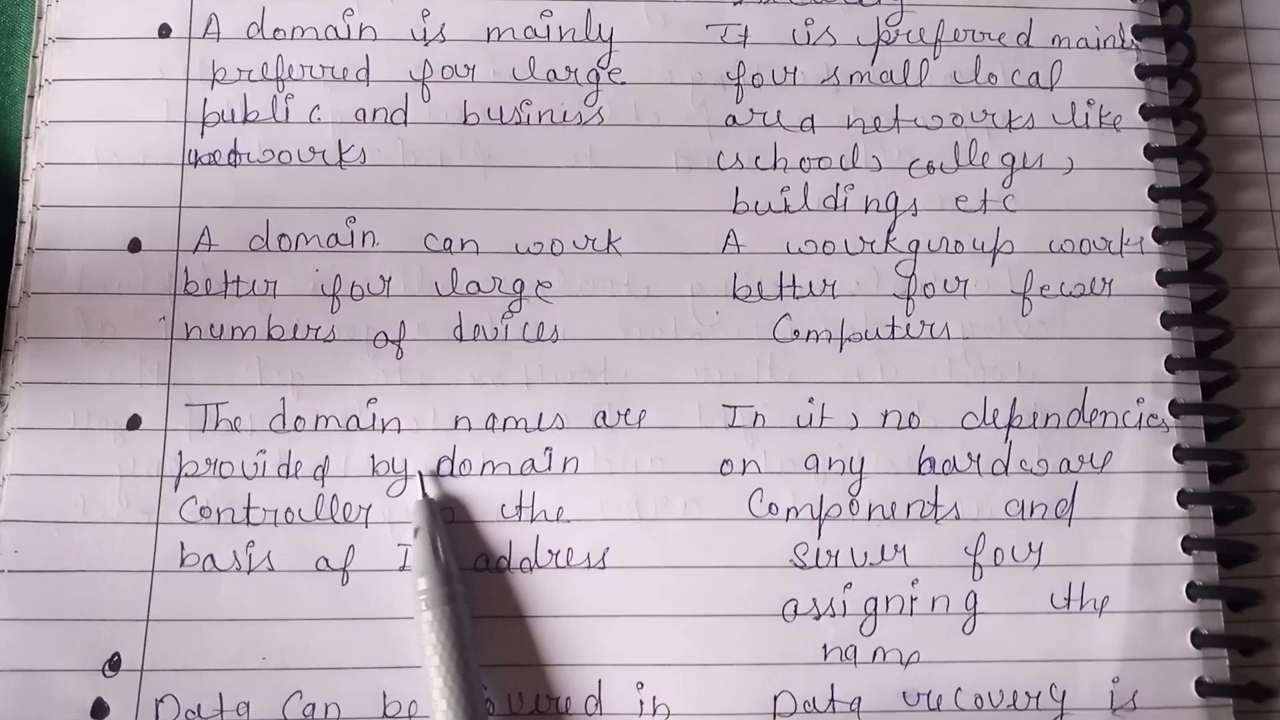 A domain is mainly
preferred for large
public and business
networks
It is preferred mainly
for small local
area networks like
schools, colleges,
buildings etc
A domain can work
better for large
numbers of devices
A workgroup works
better for fewer
Computers
The domain names are
provided by domain
Controller the
basis of address
In it, no dependencies
on any hardware
Components and
server for
assigning the
name
Data Can be in
Data recovery is